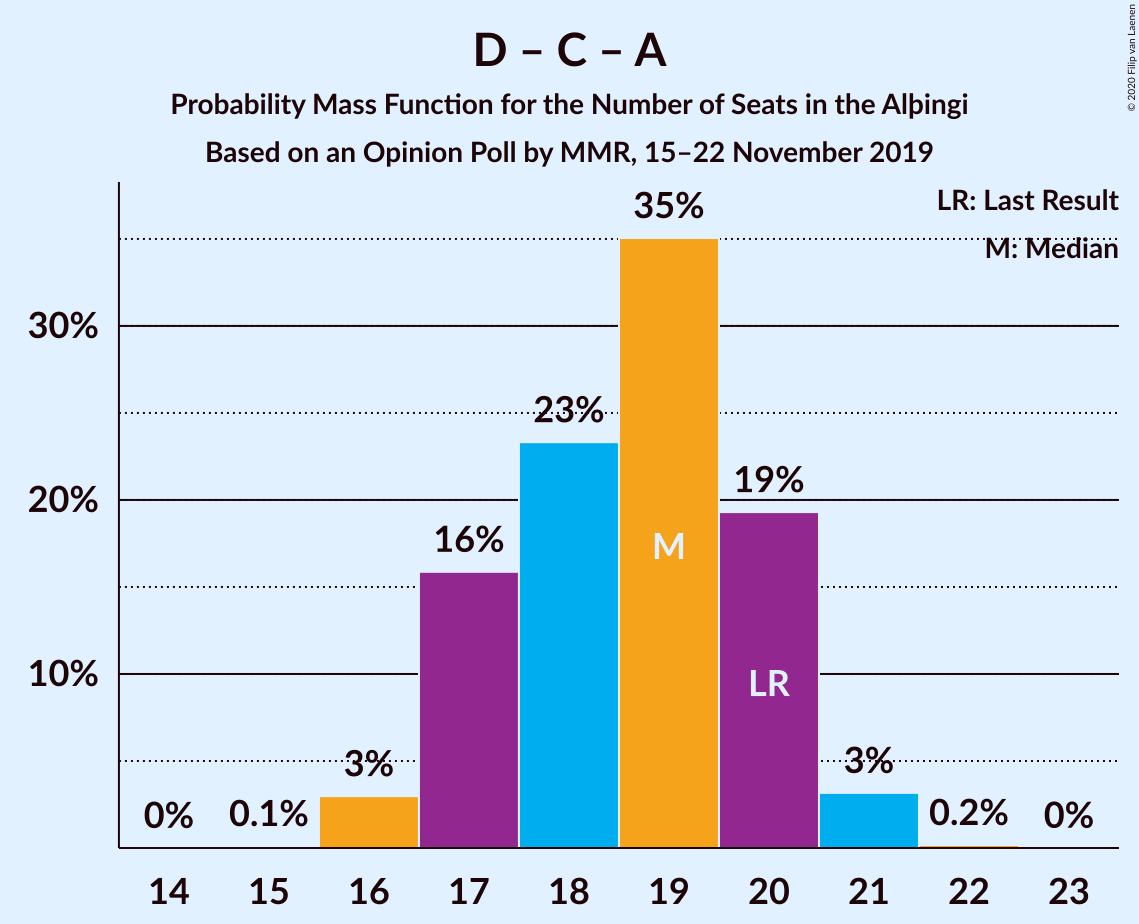 D – C – A
Probability Mass Function for the Number of Seats in the Alþingi
Based on an Opinion Poll by MMR, 15–22 November 2019
© 2020 Filip van Laenen
LR: Last Result
M: Median
35%
30%
23%
20%
19%
16%
M
LR
10%
3%
3%
0%
0.1%
0.2%
0%
14 15 16 17 18 19 20 21 22 23